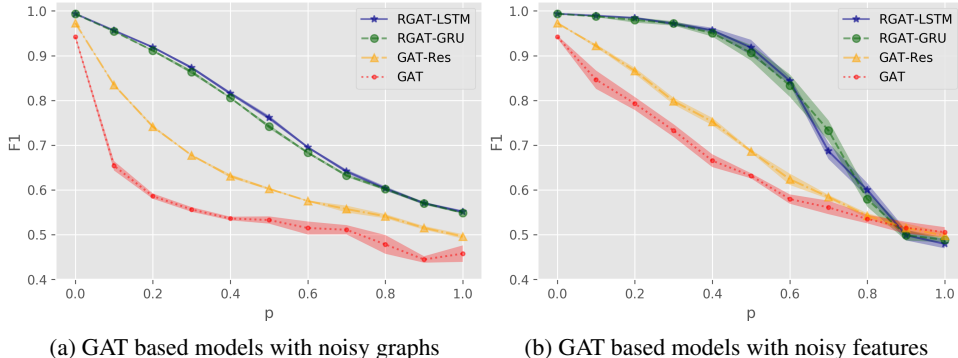 1.0
0.9
0.8
0.7
0.6
0.5
0.4
F1
0.0 0.2 0.4 0.6 0.8 1.0
p
RGAT-LSTM
RGAT-GRU
GAT-Res
GAT
(a) GAT based models with noisy graphs
1.0
0.9
0.8
0.7
0.6
0.5
0.4
F1
0.0 0.2 0.4 0.6 0.8 1.0
p
RGAT-LSTM
RGAT-GRU
GAT-Res
GAT
(b) GAT based models with noisy features